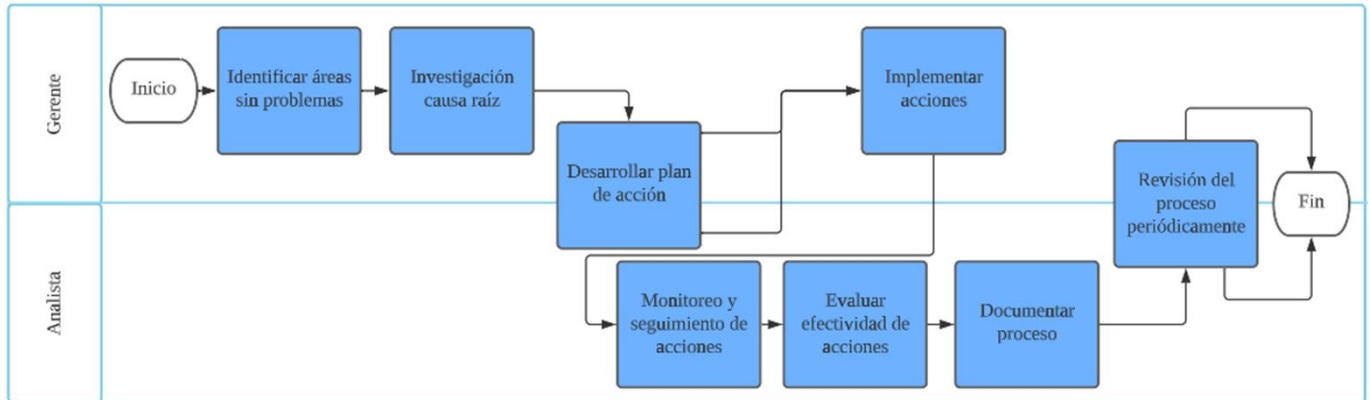 Gerente
Inicio
Identificar áreas
sin problemas
Investigación
causa raíz
Desarrollar plan
de acción
Implementar
acciones
Revisión del
proceso
periódicamente
Fin
Analista
Monitoreo y
seguimiento de
acciones
Evaluar
efectividad de
acciones
Documentar
proceso